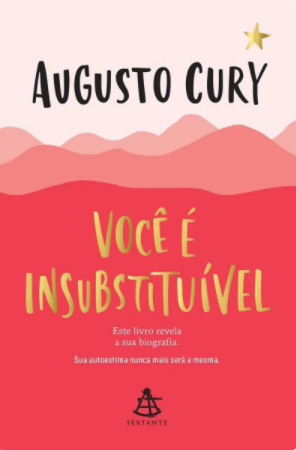 AUGUSTO CURY
VOCÊ É
INSUBSTITUÍVEL
Este livro revela
a sua biografia.
Sua autoestima nunca mais será a mesma.
SEXTANTE